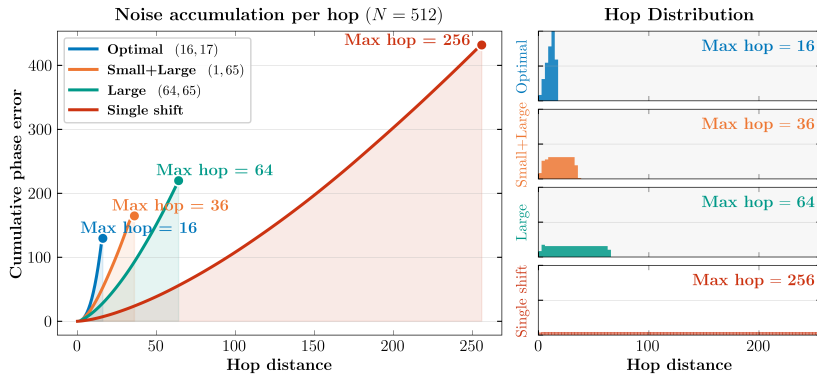 Noise accumulation per hop (N = 512)
Cumulative phase error
400
300
200
100
0
Optimal (16, 17)
Small+Large (1, 65)
Large (64, 65)
Single shift
Max hop = 256
Max hop = 64
Max hop = 36
Max hop = 16
0 50 100 150 200 250
Hop distance
Hop Distribution
Optimal
Max hop = 16
Small+Large
Max hop = 36
Large
Max hop = 64
Single shift
Max hop = 256
0 100 200
Hop distance